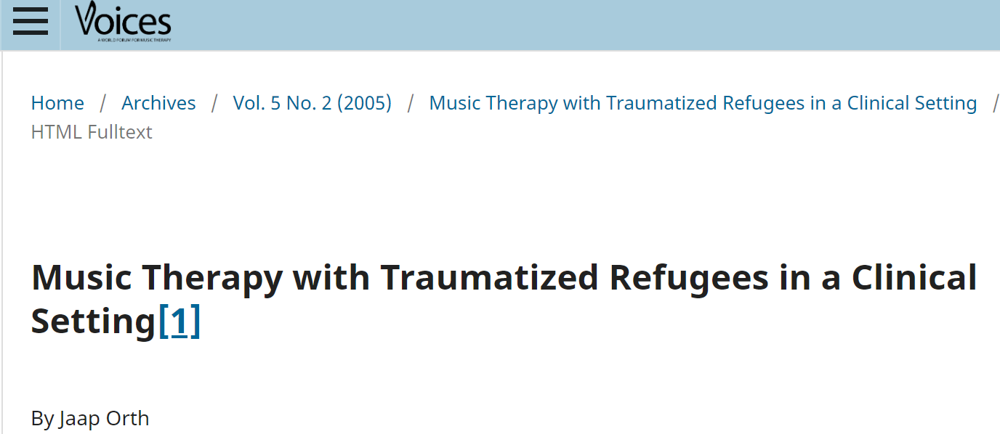 Voices
A WORLD FORUM FOR MUSIC THERAPY
Home / Archives / Vol. 5 No. 2 (2005) / Music Therapy with Traumatized Refugees in a Clinical Setting /
HTML Fulltext
Music Therapy with Traumatized Refugees in a Clinical
Setting[1]
By Jaap Orth